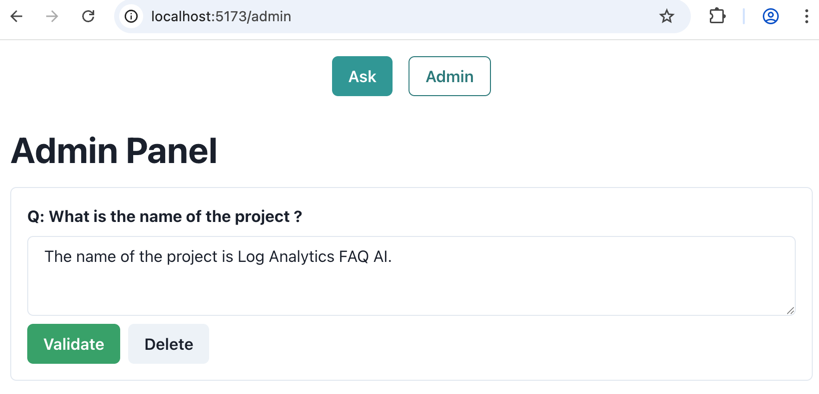 localhost:5173/admin
Ask Admin
Admin Panel
Q: What is the name of the project ?
The name of the project is Log Analytics FAQ AI.
Validate Delete